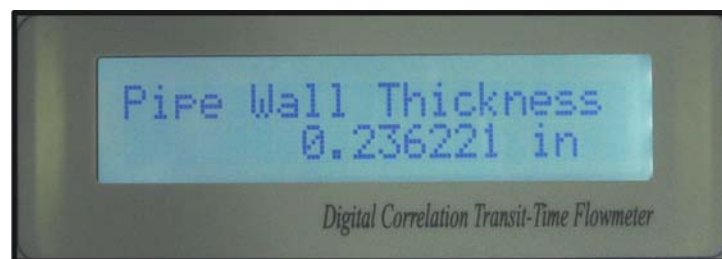 Pipe Wall Thickness
0.236221 in
Digital Correlation Transit-Time Flowmeter